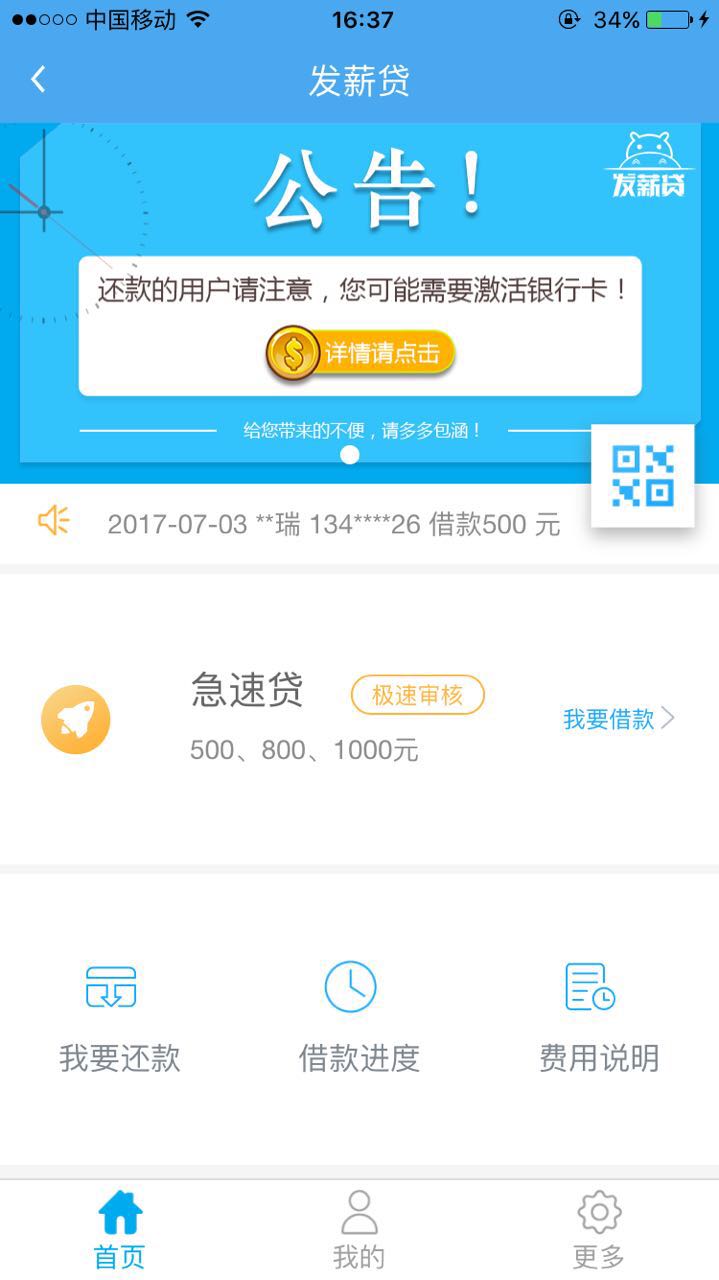 中国移动 16:37 34%
发薪贷
公告!
发薪贷
还款的用户请注意，您可能需要激活银行卡！
详情请点击
给您带来的不便，请多多包涵！
2017-07-03 **瑞 134****26 借款500 元
急速贷 极速审核
500、800、1000元
我要借款
我要还款 借款进度 费用说明
首页 我的 更多